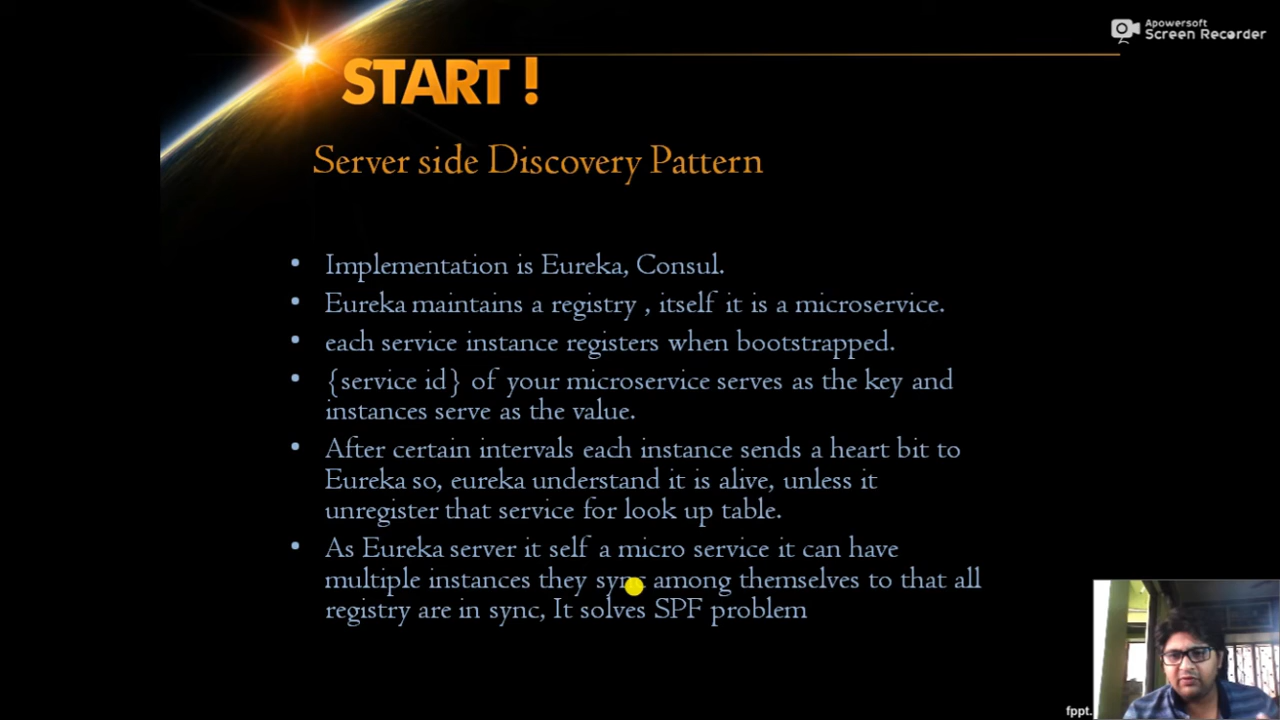 Apowersoft
Screen Recorder
START !
Server side Discovery Pattern
• Implementation is Eureka, Consul.
• Eureka maintains a registry , itself it is a microservice.
• each service instance registers when bootstrapped.
• {service id} of your microservice serves as the key and
instances serve as the value.
• After certain intervals each instance sends a heart bit to
Eureka so, eureka understand it is alive, unless it
unregister that service for look up table.
• As Eureka server it self a micro service it can have
multiple instances they sync among themselves to that all
registry are in sync, It solves SPF problem
fppt.